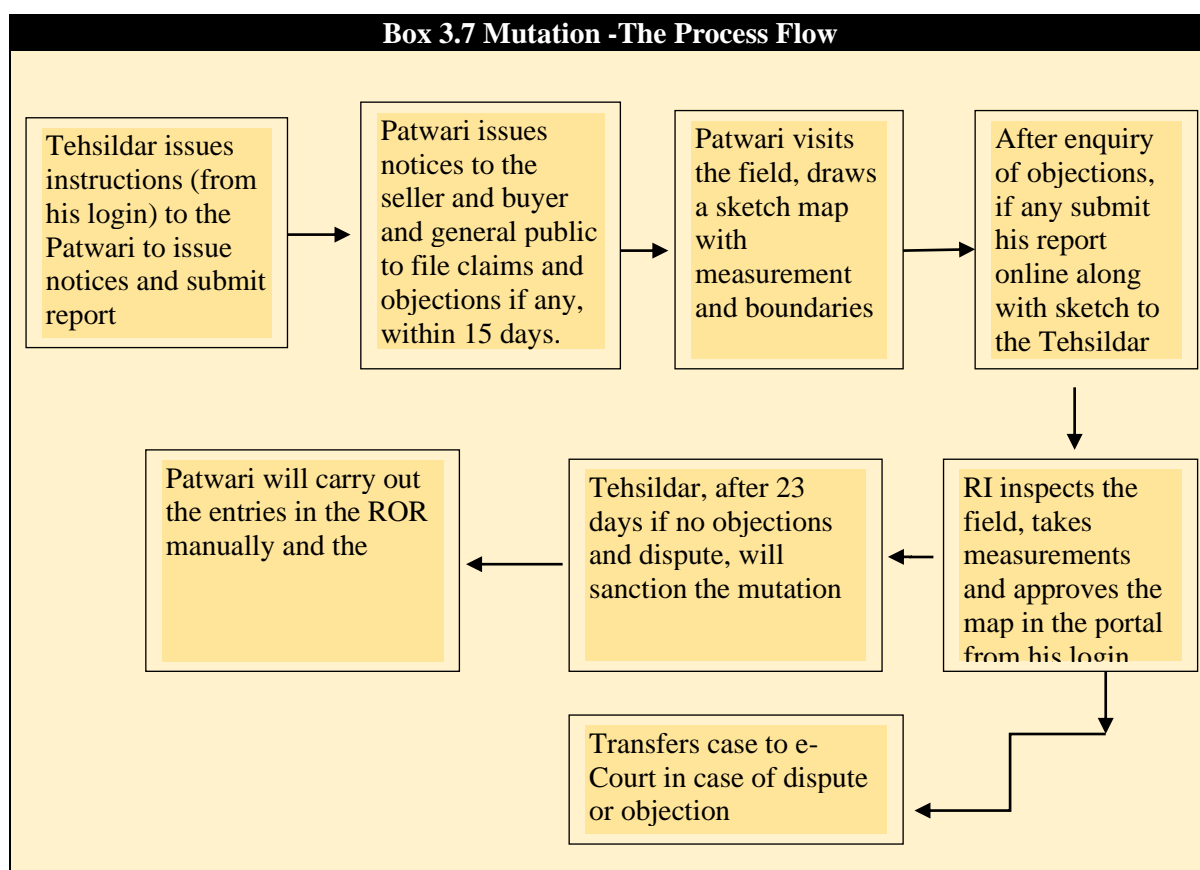 Box 3.7 Mutation -The Process Flow
Tehsildar issues
instructions (from
his login) to the
Patwari to issue
notices and submit
report
Patwari issues
notices to the
seller and buyer
and general public
to file claims and
objections if any,
within 15 days.
Patwari visits
the field, draws
a sketch map
with
measurement
and boundaries
After enquiry
of objections,
if any submit
his report
online along
with sketch to
the Tehsildar
RI inspects the
field, takes
measurements
and approves the
map in the portal
from his login
Tehsildar, after 23
days if no objections
and dispute, will
sanction the mutation
Patwari will carry out
the entries in the ROR
manually and the
Transfers case to e-
Court in case of dispute
or objection